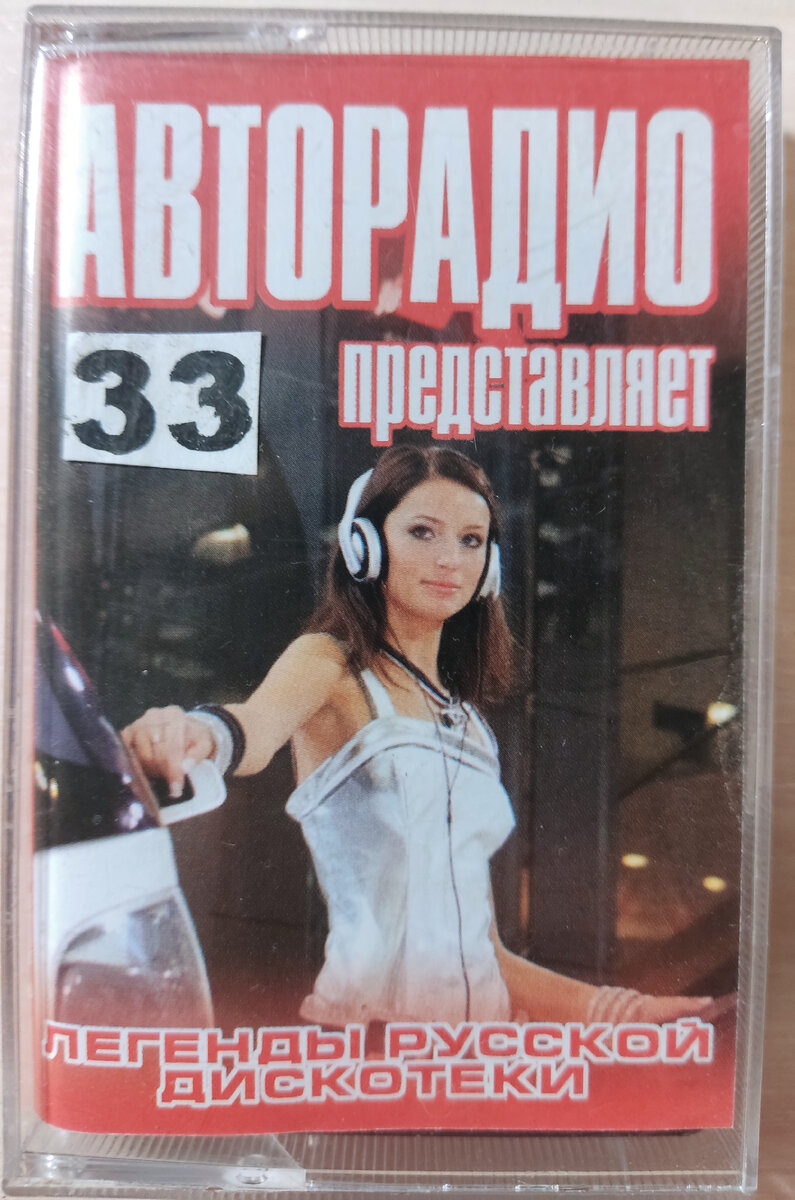 АВТОРАДИО
33
представляет
ЛЕГЕНДЫ РУССКОЙ
ДИСКОТЕКИ